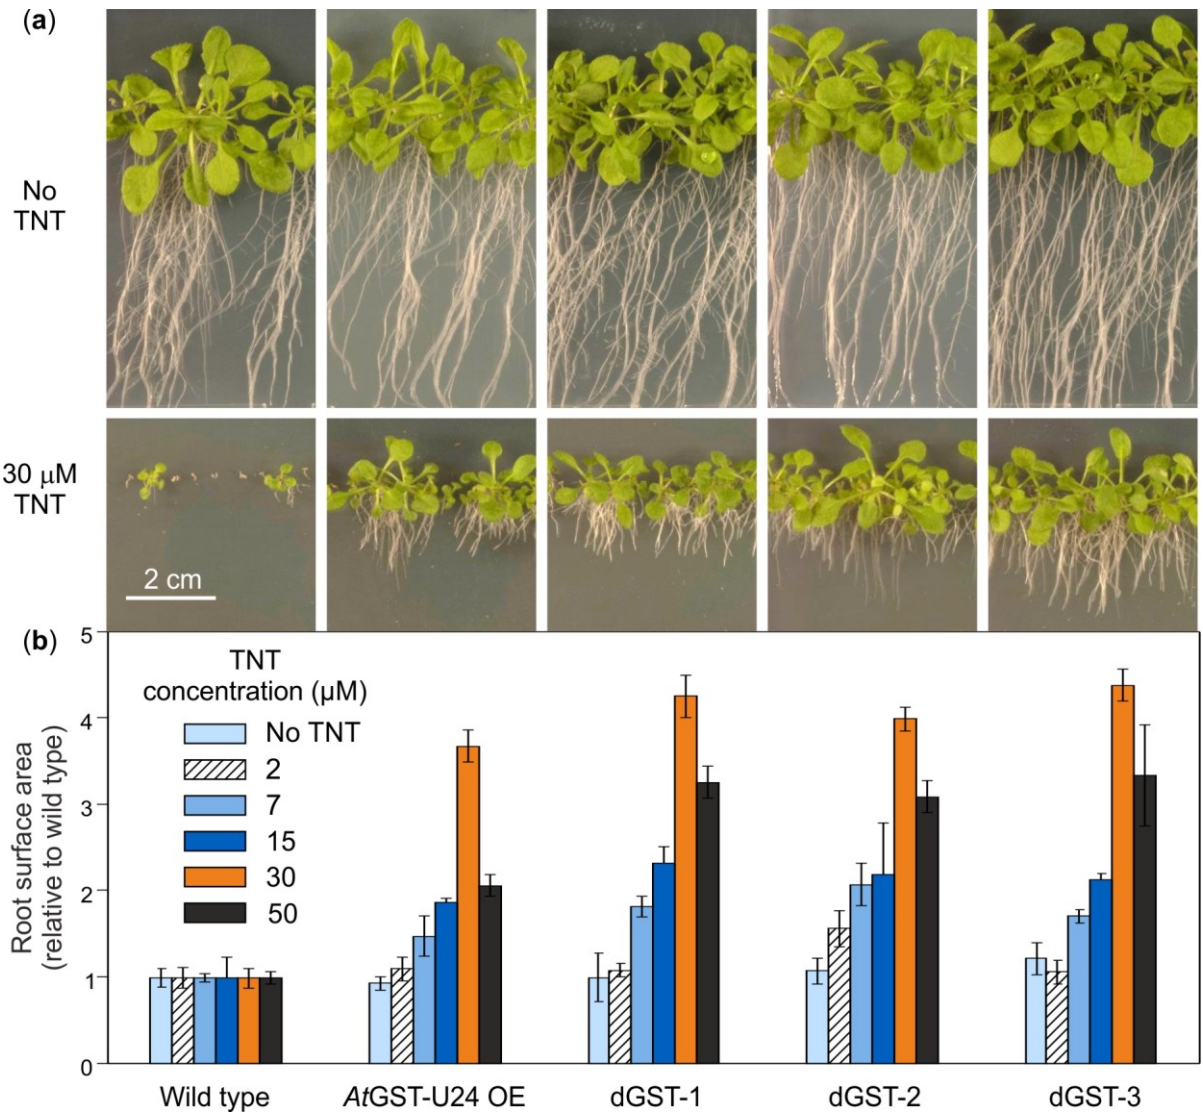 (a)
No
TNT
30 μM
TNT
2 cm
(b)
Root surface area
(relative to wild type)
5
4
3
2
1
0
TNT
concentration (μM)
No TNT
2
7
15
30
50
Wild type
AtGST-U24 OE
dGST-1
dGST-2
dGST-3